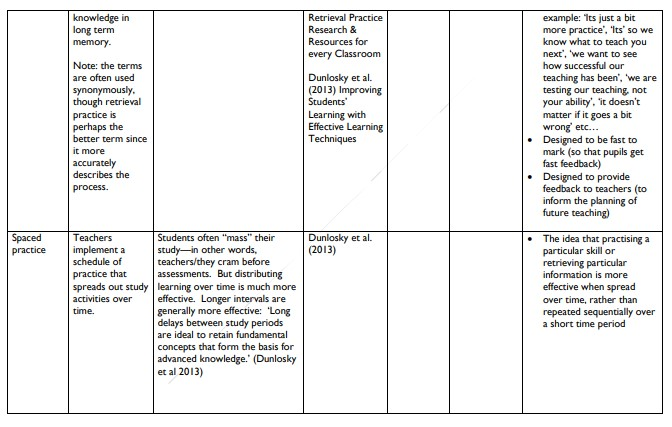 knowledge in
long term
memory.
Note: the terms
are often used
synonymously,
though retrieval
practice is
perhaps the
better term since
it more
accurately
describes the
process.
Retrieval Practice
Research &
Resources for
every Classroom
Dunlosky et al.
(2013) Improving
Students'
Learning with
Effective Learning
Techniques
example: 'Its just a bit
more practice', 'Its' so we
know what to teach you
next', 'we want to see
how successful our
teaching has been', 'we are
testing our teaching, not
your ability', 'it doesn't
matter if it goes a bit
wrong' etc…
• Designed to be fast to
mark (so that pupils get
fast feedback)
• Designed to provide
feedback to teachers (to
inform the planning of
future teaching)
Spaced
practice
Teachers
implement a
schedule of
practice that
spreads out study
activities over
time.
Students often "mass" their
study—in other words,
teachers/they cram before
assessments. But distributing
learning over time is much more
effective. Longer intervals are
generally more effective: 'Long
delays between study periods
are ideal to retain fundamental
concepts that form the basis for
advanced knowledge.' (Dunlosky
et al 2013)
Dunlosky et al.
(2013)
• The idea that practising a
particular skill or
retrieving particular
information is more
effective when spread
over time, rather than
repeated sequentially over
a short time period